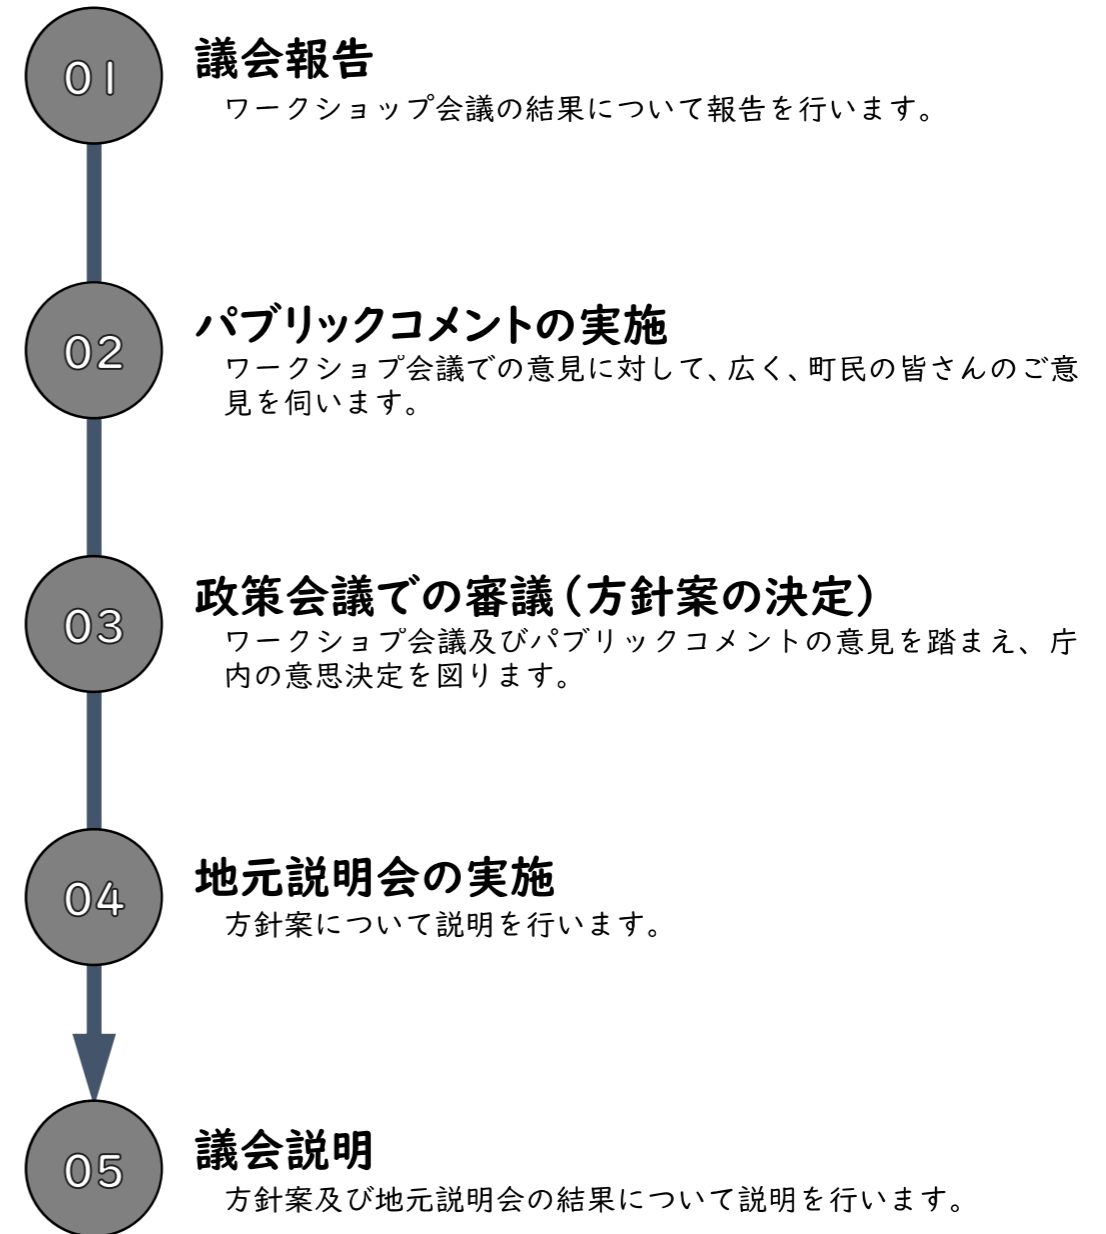 01
議会報告
ワークショップ会議の結果について報告を行います。
02
パブリックコメントの実施
ワークショプ会議での意見に対して、広く、町民の皆さんのご意
見を伺います。
03
政策会議での審議（方針案の決定）
ワークショプ会議及びパブリックコメントの意見を踏まえ、庁
内の意思決定を図ります。
04
地元説明会の実施
方針案について説明を行います。
05
議会説明
方針案及び地元説明会の結果について説明を行います。